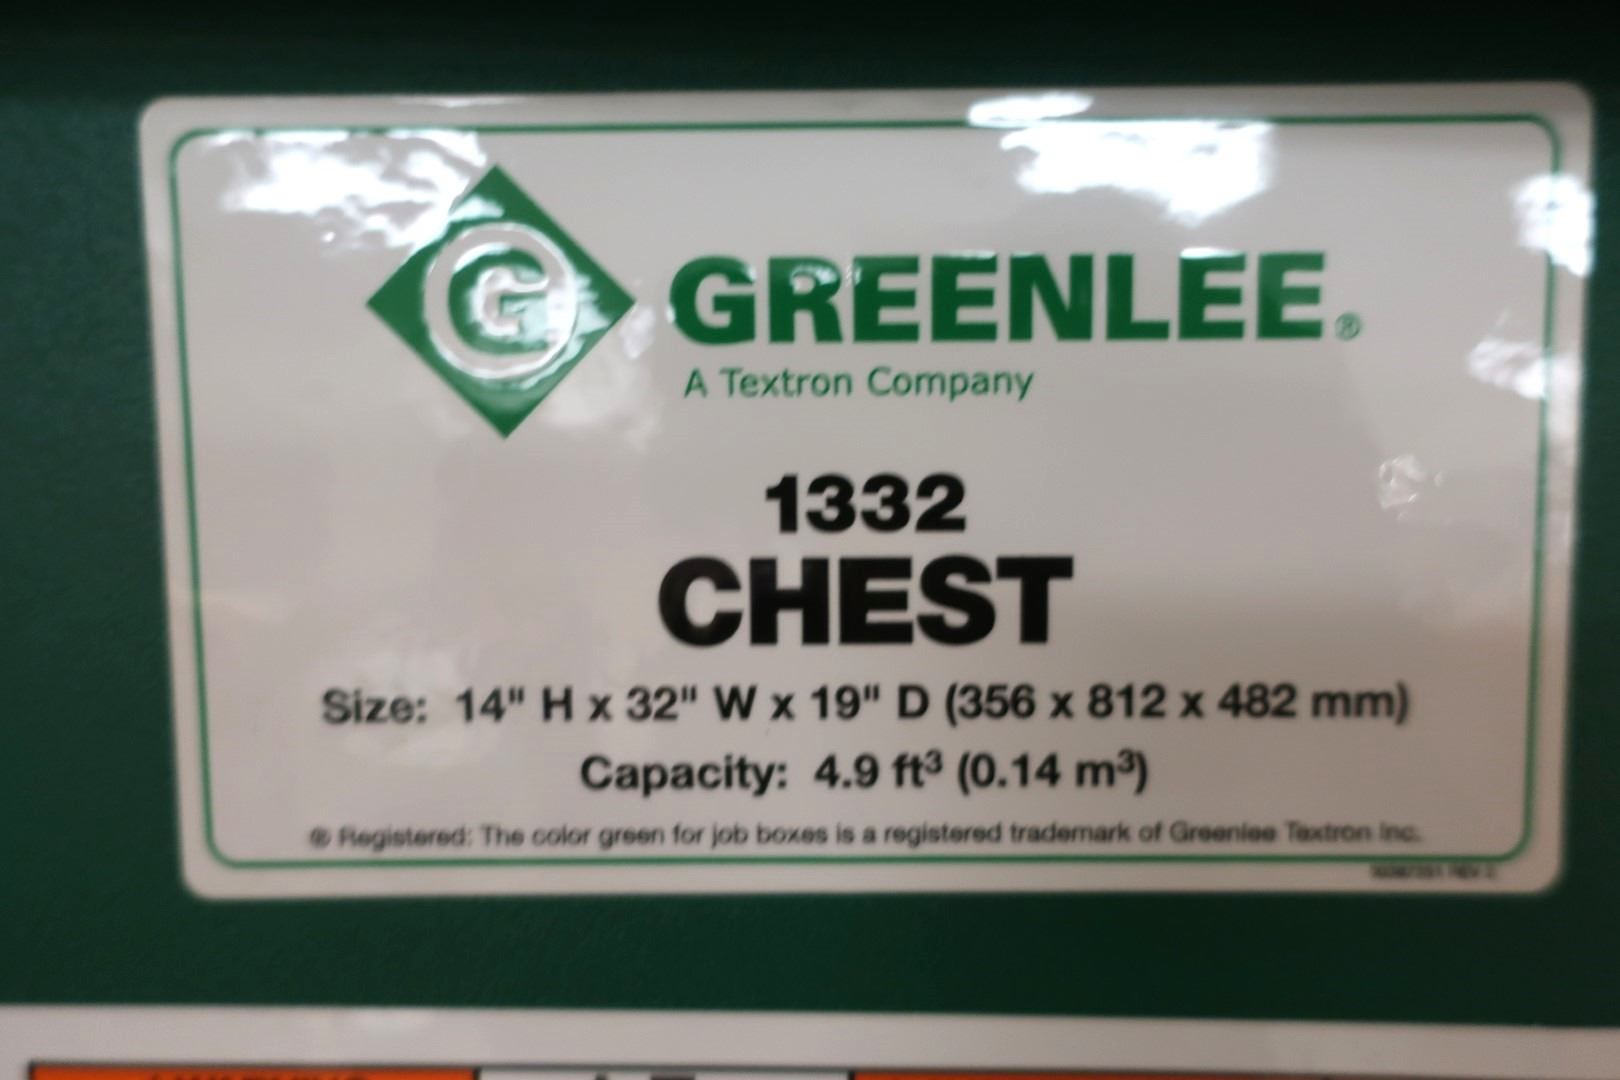 G
GREENLEE®
A Textron Company
1332
CHEST
Size: 14" H x 32" W x 19" D (356 x 812 x 482 mm)
Capacity: 4.9 ft³ (0.14 m³)
® Registered: The color green for job boxes is a registered trademark of Greenlee Textron Inc.